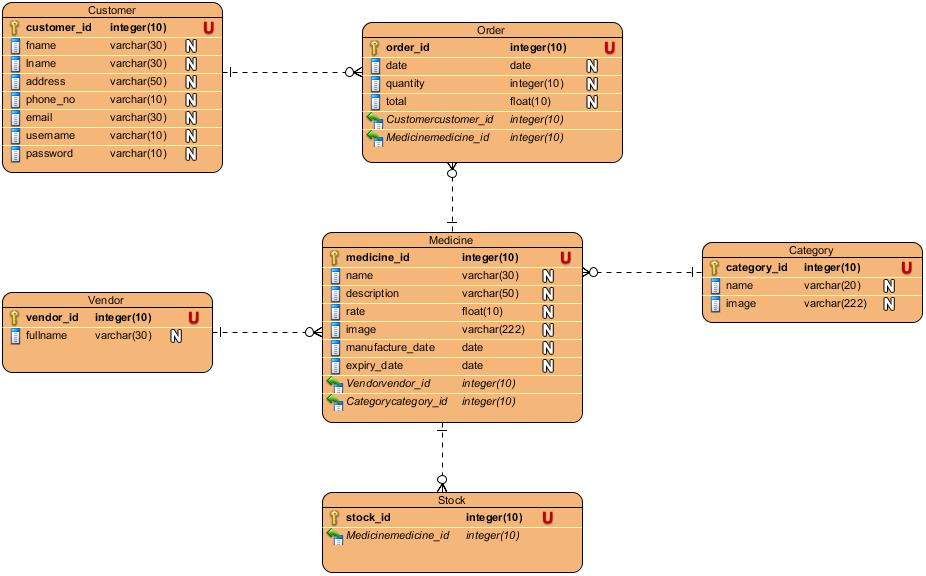 Customer
customer_id integer(10) U
fname varchar(30) N
lname varchar(30) N
address varchar(50) N
phone_no varchar(10) N
email varchar(30) N
username varchar(10) N
password varchar(10) N
Order
order_id integer(10) U
date date N
quantity integer(10) N
total float(10) N
Customercustomer_id integer(10)
Medicinemedicine_id integer(10)
Medicine
medicine_id integer(10) U
name varchar(30) N
description varchar(50) N
rate float(10) N
image varchar(222) N
manufacture_date date N
expiry_date date N
Vendorvendor_id integer(10)
Categorycategory_id integer(10)
Category
category_id integer(10) U
name varchar(20) N
image varchar(222) N
Vendor
vendor_id integer(10) U
fullname varchar(30) N
Stock
stock_id integer(10) U
Medicinemedicine_id integer(10)